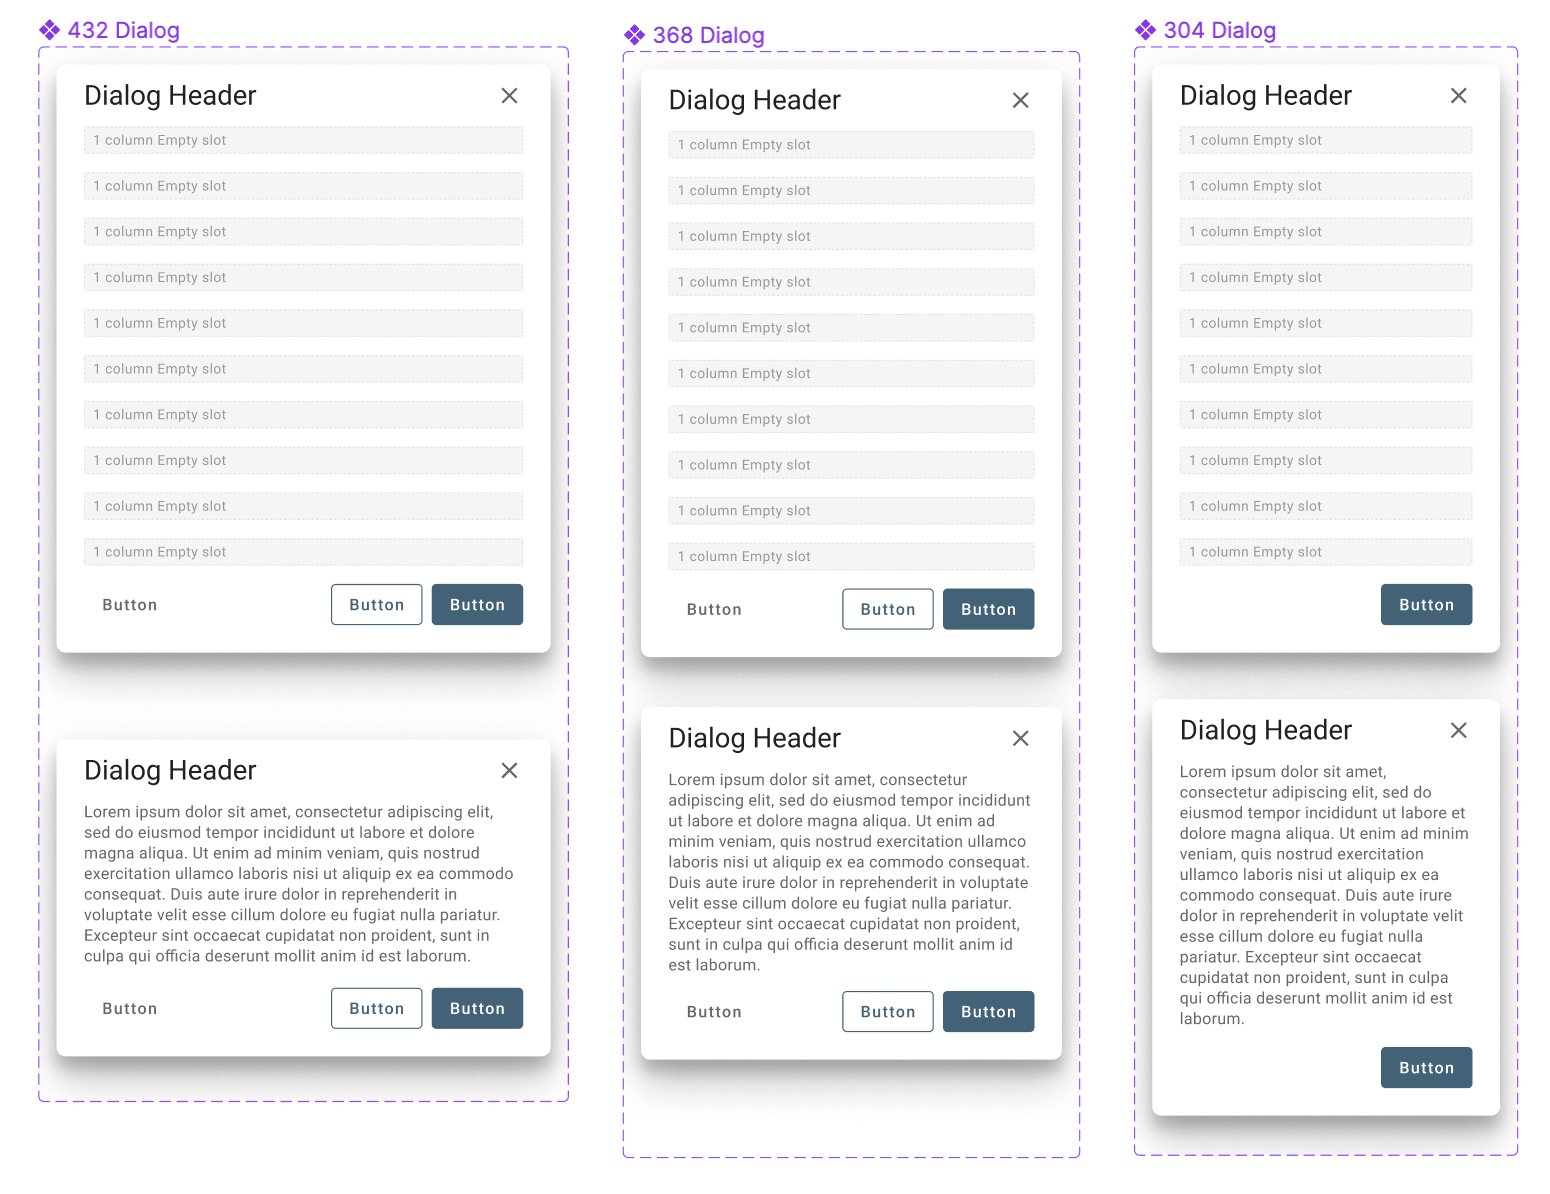 432 Dialog
Dialog Header
1 column Empty slot
1 column Empty slot
1 column Empty slot
1 column Empty slot
1 column Empty slot
1 column Empty slot
1 column Empty slot
1 column Empty slot
1 column Empty slot
1 column Empty slot
Button Button Button
Dialog Header
Lorem ipsum dolor sit amet, consectetur adipiscing elit,
sed do eiusmod tempor incididunt ut labore et dolore
magna aliqua. Ut enim ad minim veniam, quis nostrud
exercitation ullamco laboris nisi ut aliquip ex ea commodo
consequat. Duis aute irure dolor in reprehenderit in
voluptate velit esse cillum dolore eu fugiat nulla pariatur.
Excepteur sint occaecat cupidatat non proident, sunt in
culpa qui officia deserunt mollit anim id est laborum.
Button Button Button
368 Dialog
Dialog Header
1 column Empty slot
1 column Empty slot
1 column Empty slot
1 column Empty slot
1 column Empty slot
1 column Empty slot
1 column Empty slot
1 column Empty slot
1 column Empty slot
1 column Empty slot
Button Button Button
Dialog Header
Lorem ipsum dolor sit amet, consectetur
adipiscing elit, sed do eiusmod tempor incididunt
ut labore et dolore magna aliqua. Ut enim ad
minim veniam, quis nostrud exercitation ullamco
laboris nisi ut aliquip ex ea commodo consequat.
Duis aute irure dolor in reprehenderit in voluptate
velit esse cillum dolore eu fugiat nulla pariatur.
Excepteur sint occaecat cupidatat non proident,
sunt in culpa qui officia deserunt mollit anim id
est laborum.
Button Button Button
304 Dialog
Dialog Header
1 column Empty slot
1 column Empty slot
1 column Empty slot
1 column Empty slot
1 column Empty slot
1 column Empty slot
1 column Empty slot
1 column Empty slot
1 column Empty slot
1 column Empty slot
Button
Dialog Header
Lorem ipsum dolor sit amet,
consectetur adipiscing elit, sed do
eiusmod tempor incididunt ut labore et
dolore magna aliqua. Ut enim ad minim
veniam, quis nostrud exercitation
ullamco laboris nisi ut aliquip ex ea
commodo consequat. Duis aute irure
dolor in reprehenderit in voluptate velit
esse cillum dolore eu fugiat nulla
pariatur. Excepteur sint occaecat
cupidatat non proident, sunt in culpa
qui officia deserunt mollit anim id est
laborum.
Button